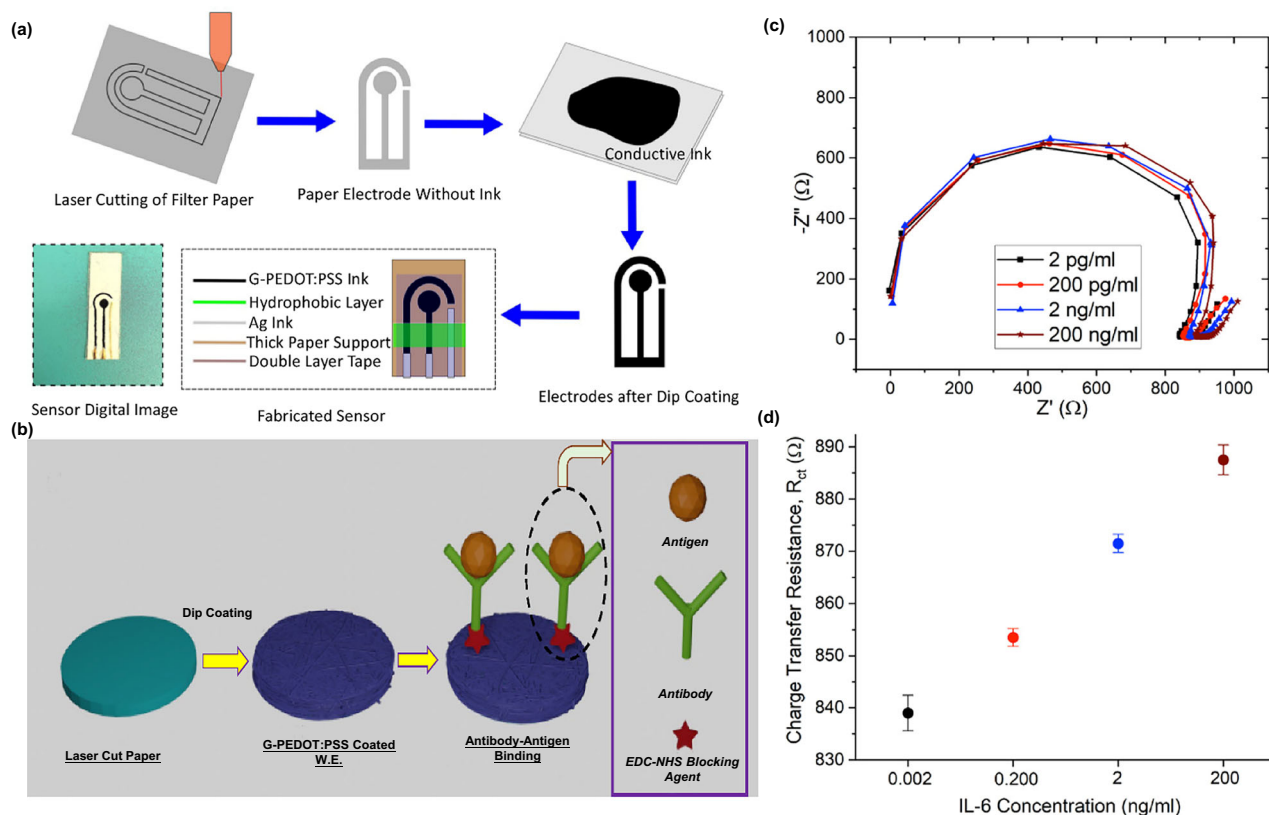 (a)
Laser Cutting of Filter Paper
Paper Electrode Without Ink
Conductive Ink
Sensor Digital Image
G-PEDOT:PSS Ink
Hydrophobic Layer
Ag Ink
Thick Paper Support
Double Layer Tape
Fabricated Sensor
Electrodes after Dip Coating
(b)
Dip Coating
Laser Cut Paper
G-PEDOT:PSS Coated
W.E.
Antibody-Antigen
Binding
Antigen
Antibody
EDC-NHS Blocking
Agent
(c)
-Z'' (Ω)
1000
800
600
400
200
0
2 pg/ml
200 pg/ml
2 ng/ml
200 ng/ml
0
200
400
600
800
1000
Z' (Ω)
(d)
Charge Transfer Resistance, Rct (Ω)
890
880
870
860
850
840
830
0.002
0.200
2
200
IL-6 Concentration (ng/ml)